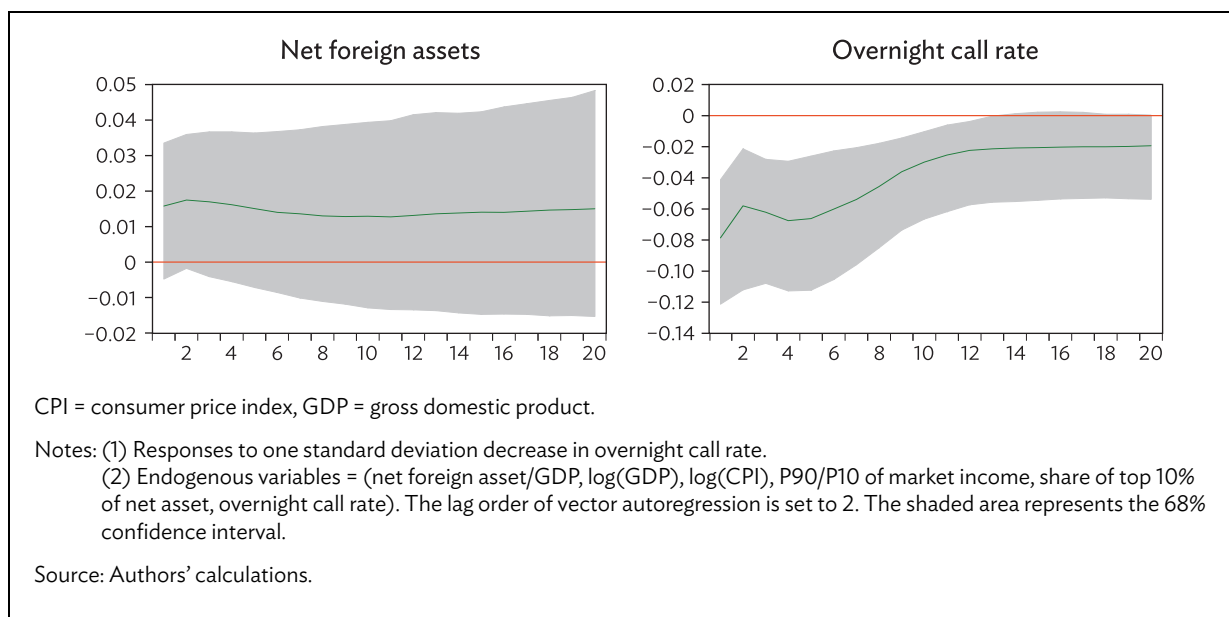 Net foreign assets
Overnight call rate
0.05
0.04
0.03
0.02
0.01
0
−0.01
−0.02
2 4 6 8 10 12 14 16 18 20
0.02
0
−0.02
−0.04
−0.06
−0.08
−0.10
−0.12
−0.14
2 4 6 8 10 12 14 16 18 20
CPI = consumer price index, GDP = gross domestic product.
Notes: (1) Responses to one standard deviation decrease in overnight call rate.
(2) Endogenous variables = (net foreign asset/GDP, log(GDP), log(CPI), P90/P10 of market income, share of top 10%
of net asset, overnight call rate). The lag order of vector autoregression is set to 2. The shaded area represents the 68%
confidence interval.
Source: Authors’ calculations.